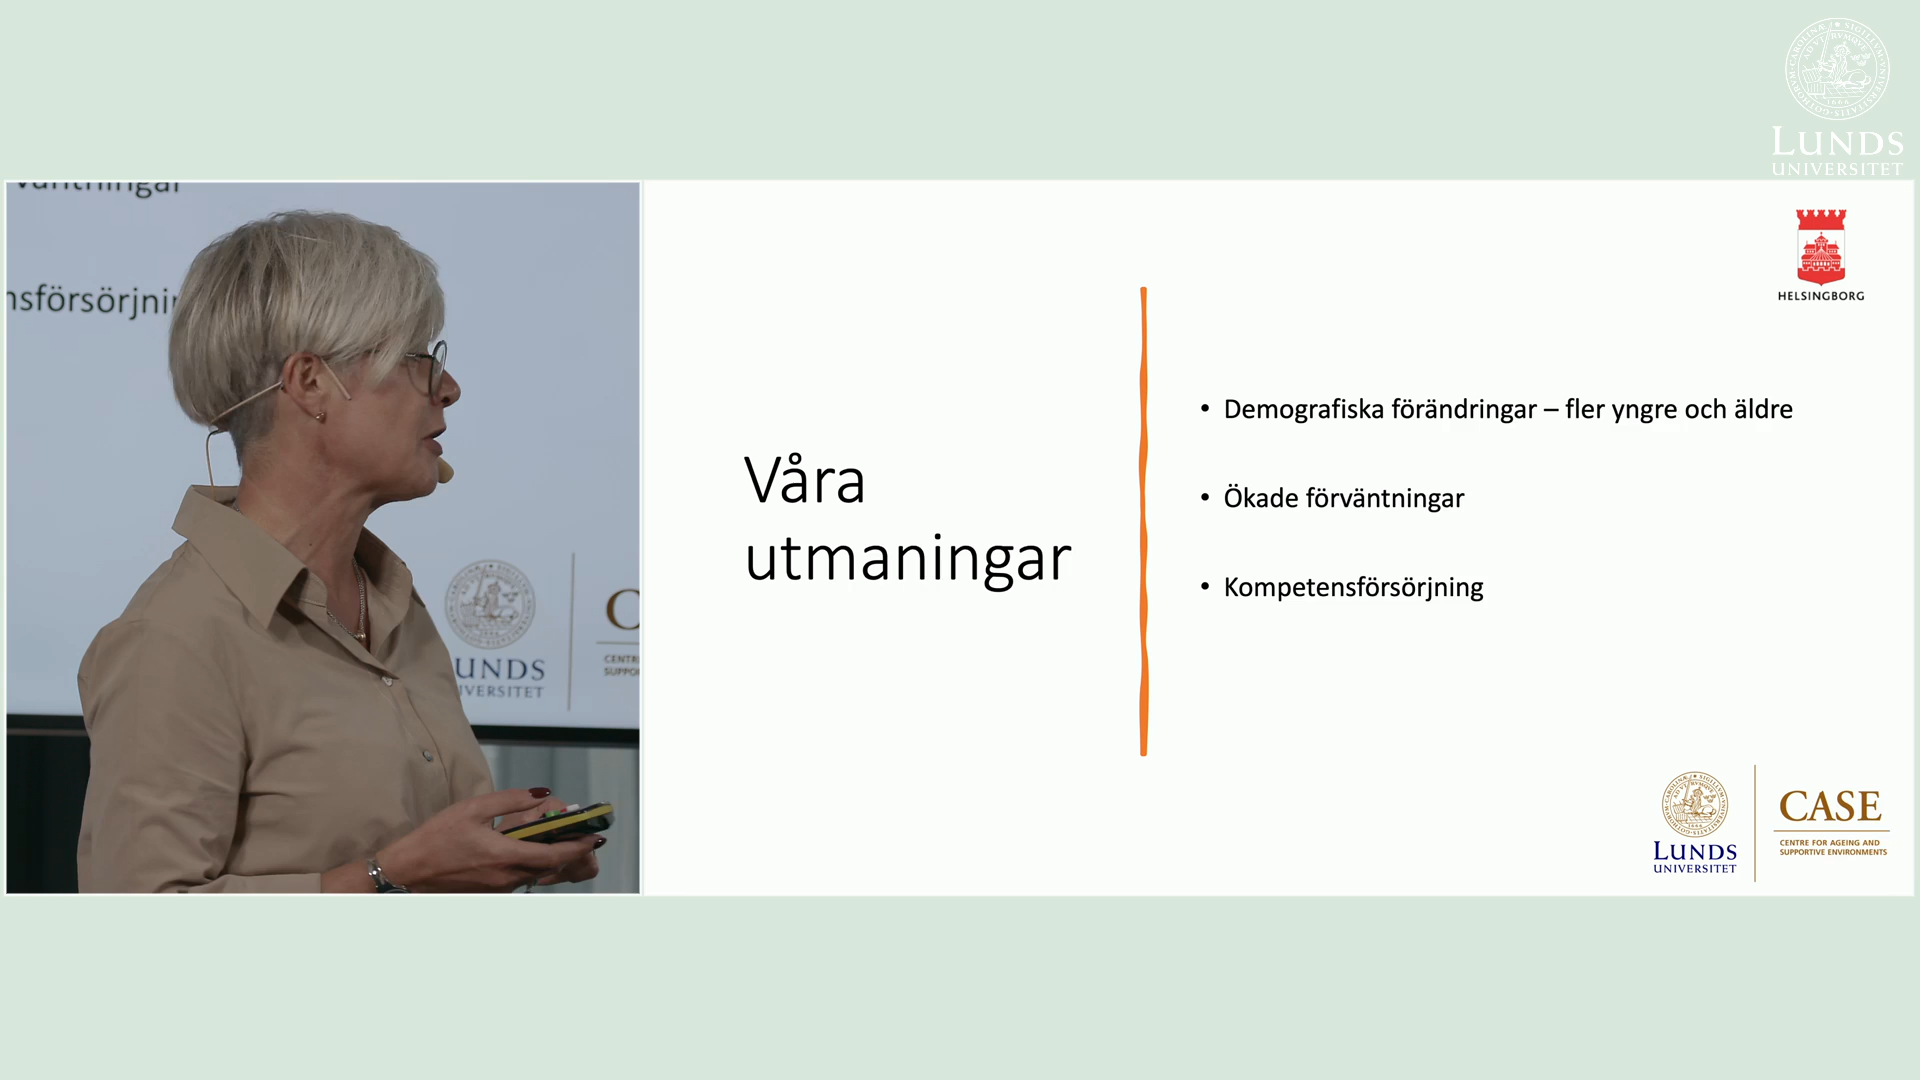 LUNDS
UNIVERSITET
HELSINGBORG
Våra
utmaningar
• Demografiska förändringar – fler yngre och äldre
• Ökade förväntningar
• Kompetensförsörjning
LUNDS
UNIVERSITET
CASE
CENTRE FOR AGEING AND
SUPPORTIVE ENVIRONMENTS